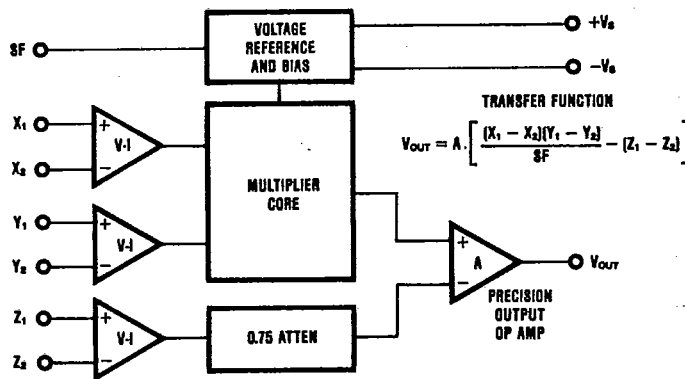 VOLTAGE
REFERENCE
AND BIAS
SF
+Vs
−Vs
TRANSFER FUNCTION
VOUT = A · [ (X1 − X2)(Y1 − Y2) / SF − (Z1 − Z2) ]
X1
+
V-I
X2
−
MULTIPLIER
CORE
Y1
+
V-I
Y2
−
+
A
−
VOUT
PRECISION
OUTPUT
OP AMP
Z1
+
V-I
Z2
−
0.75 ATTEN